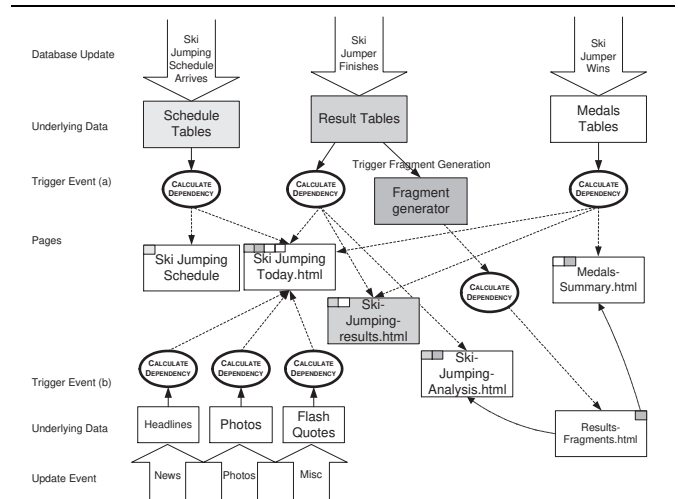 Database Update
Ski
Jumping
Schedule
Arrives
Ski
Jumper
Finishes
Ski
Jumper
Wins
Underlying Data
Schedule
Tables
Result Tables
Medals
Tables
Trigger Fragment Generation
Trigger Event (a)
CALCULATE
DEPENDENCY
CALCULATE
DEPENDENCY
Fragment
generator
CALCULATE
DEPENDENCY
Pages
Ski Jumping
Schedule
Ski Jumping
Today.html
Ski-
Jumping-
results.html
CALCULATE
DEPENDENCY
Medals-
Summary.html
Ski-
Jumping-
Analysis.html
Trigger Event (b)
CALCULATE
DEPENDENCY
CALCULATE
DEPENDENCY
CALCULATE
DEPENDENCY
Underlying Data
Headlines
Photos
Flash
Quotes
Results-
Fragments.html
Update Event
News
Photos
Misc